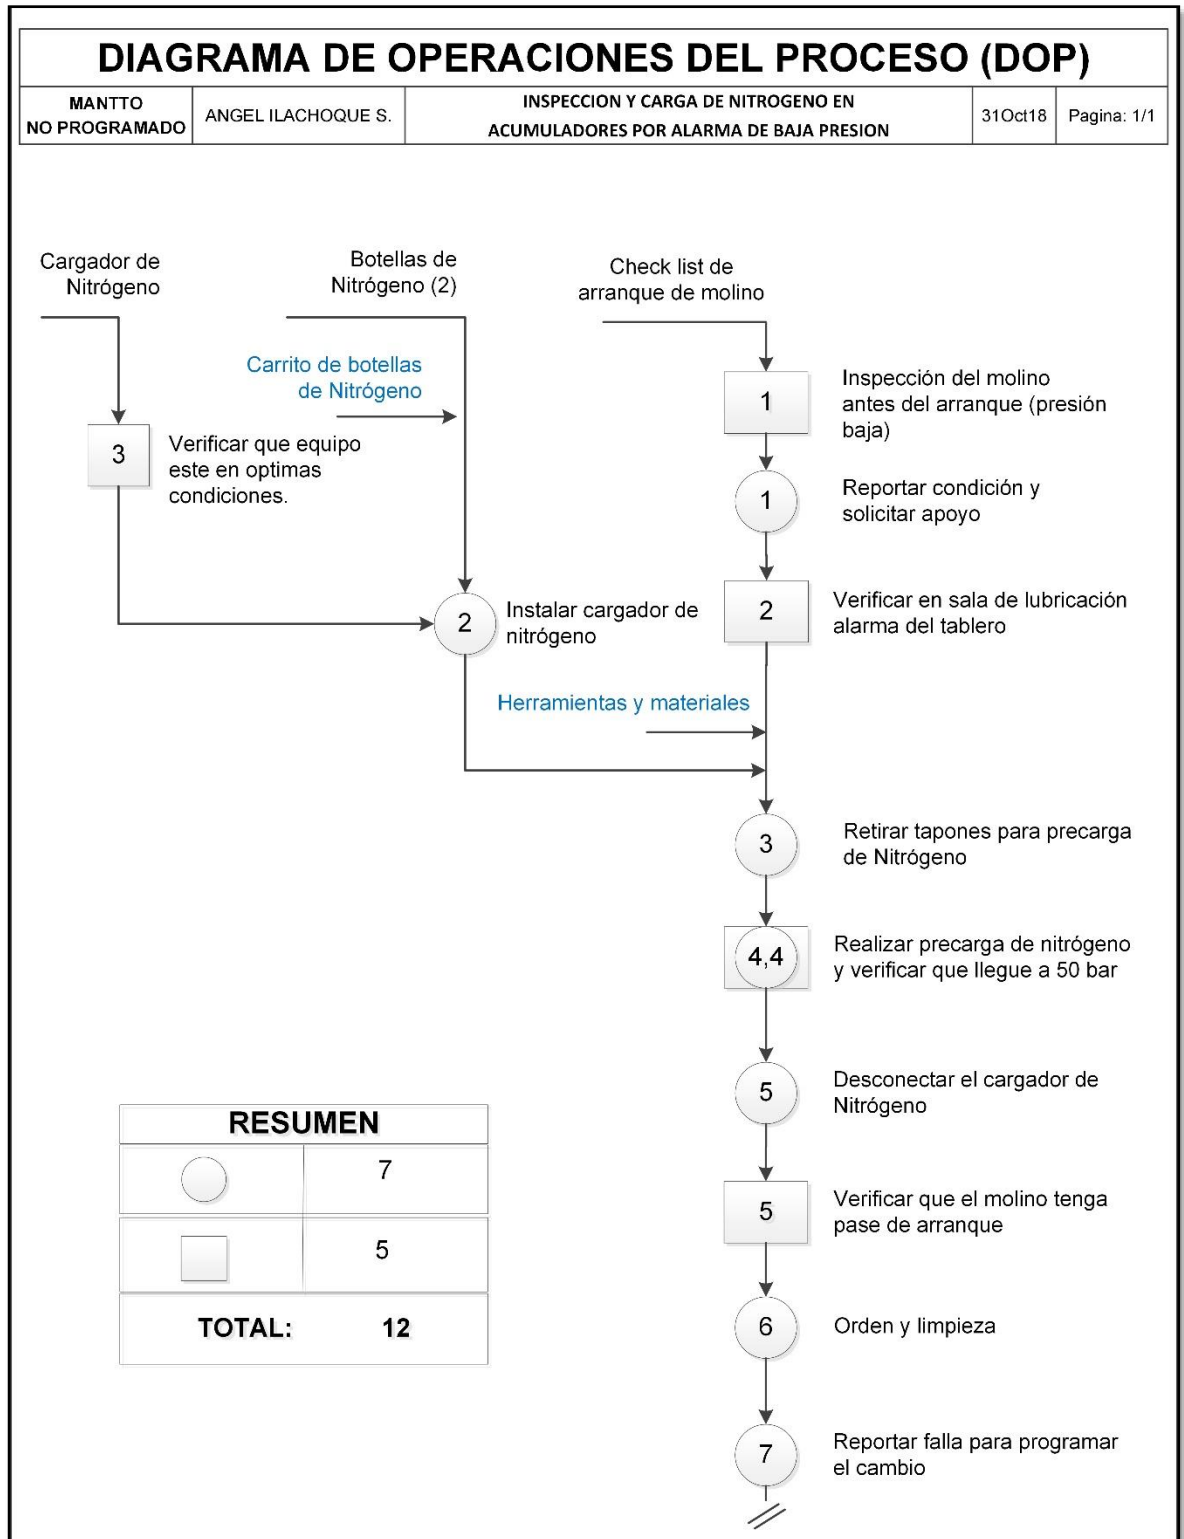 DIAGRAMA DE OPERACIONES DEL PROCESO (DOP)
MANTTO
NO PROGRAMADO
ANGEL ILACHOQUE S.
INSPECCION Y CARGA DE NITROGENO EN
ACUMULADORES POR ALARMA DE BAJA PRESION
31Oct18
Pagina: 1/1
Cargador de
Nitrógeno
Botellas de
Nitrógeno (2)
Check list de
arranque de molino
Carrito de botellas
de Nitrógeno
1
Inspección del molino
antes del arranque (presión
baja)
3
Verificar que equipo
este en optimas
condiciones.
1
Reportar condición y
solicitar apoyo
2
Instalar cargador de
nitrógeno
2
Verificar en sala de lubricación
alarma del tablero
Herramientas y materiales
3
Retirar tapones para precarga
de Nitrógeno
4,4
Realizar precarga de nitrógeno
y verificar que llegue a 50 bar
5
Desconectar el cargador de
Nitrógeno
5
Verificar que el molino tenga
pase de arranque
6
Orden y limpieza
7
Reportar falla para programar
el cambio
RESUMEN
7
5
TOTAL: 12